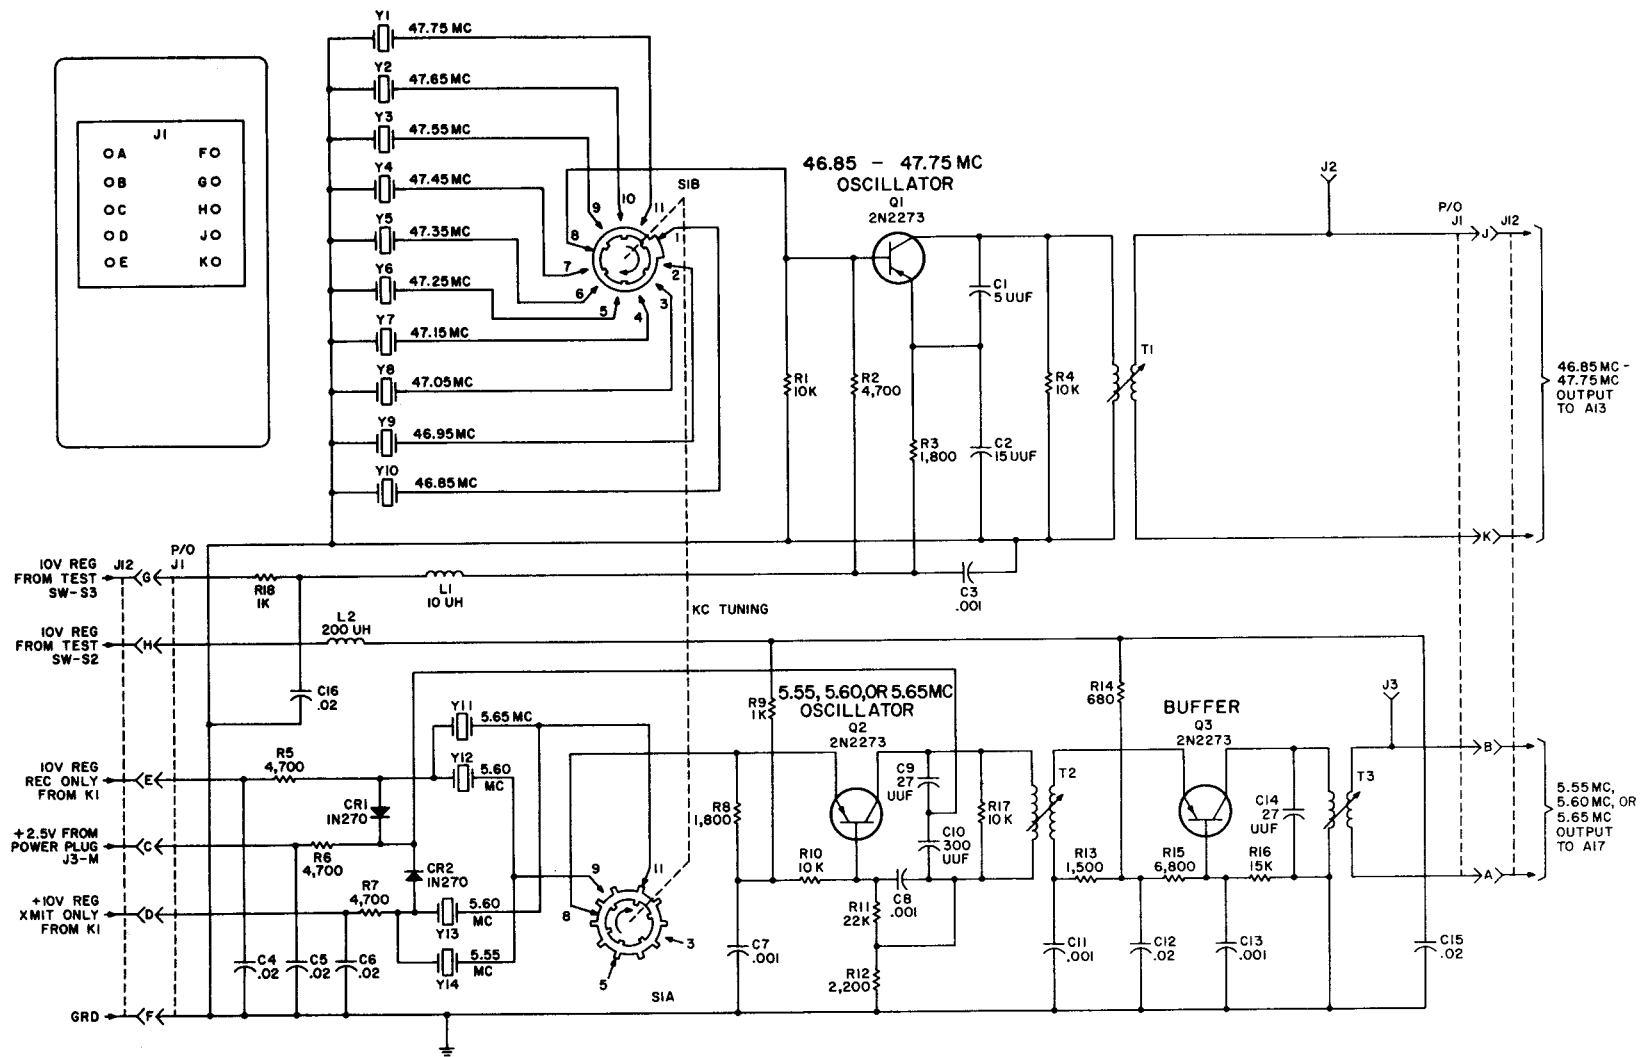 J1
A
B
C
D
E
F
G
H
J
K
Y1
47.75 MC
Y2
47.65 MC
Y3
47.55 MC
Y4
47.45 MC
Y5
47.35 MC
Y6
47.25 MC
Y7
47.15 MC
Y8
47.05 MC
Y9
46.95 MC
Y10
46.85 MC
S1B
1
2
3
4
5
6
7
8
9
10
11
46.85 - 47.75 MC
OSCILLATOR
Q1
2N2273
C1
5 UUF
R1
10K
R2
4,700
R3
1,800
C2
15 UUF
R4
10K
T1
J2
P/O
J1
J12
J
K
46.85 MC -
47.75 MC
OUTPUT
TO A13
10V REG
FROM TEST
SW-S3
J12
G
P/O
J1
R18
1K
L1
10 UH
C3
.001
10V REG
FROM TEST
SW-S2
H
L2
200 UH
KC TUNING
C16
.02
10V REG
REC ONLY
FROM K1
E
R5
4,700
CR1
1N270
Y11
5.65 MC
Y12
5.60
MC
+2.5V FROM
POWER PLUG
J3-M
C
R6
4,700
CR2
1N270
+10V REG
XMIT ONLY
FROM K1
D
R7
4,700
5.60
MC
Y13
5.55
MC
Y14
C4
.02
C5
.02
C6
.02
GRD
F
9
11
8
3
5
S1A
R9
1K
5.55, 5.60, OR 5.65 MC
OSCILLATOR
Q2
2N2273
R8
1,800
C9
27
UUF
C10
300
UUF
R17
10K
T2
R10
10K
C8
.001
R11
22K
R12
2,200
C7
.001
R14
680
BUFFER
Q3
2N2273
R13
1,500
R15
6,800
R16
15K
C14
27
UUF
T3
J3
C11
.001
C12
.02
C13
.001
C15
.02
B
A
5.55 MC,
5.60 MC, OR
5.65 MC
OUTPUT
TO A17